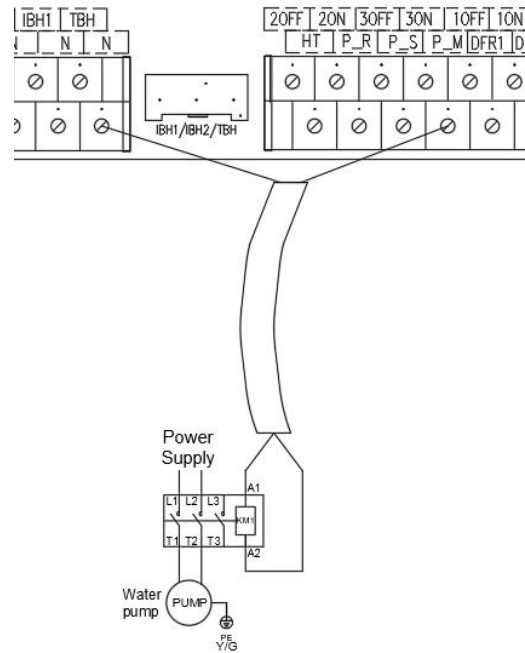 IBH1 TBH 2OFF 2ON 3OFF 3ON 1OFF 1ON
N N N HT P_R P_S P_M DFR1 D
IBH1/IBH2/TBH
Power
Supply
A1
L1 L2 L3
KM1
T1 T2 T3
A2
Water
pump
PUMP
PE
Y/G